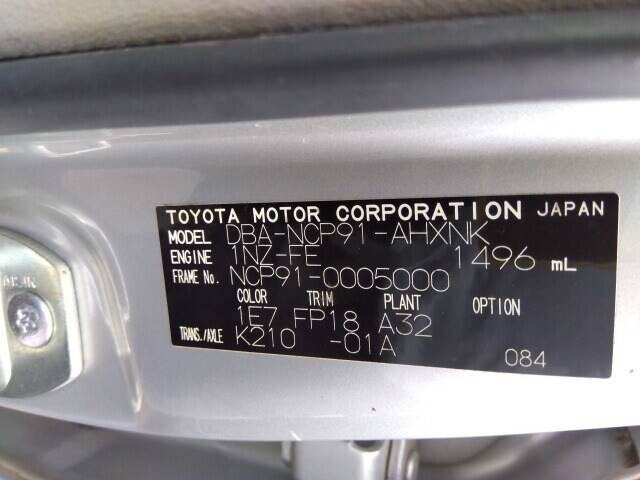 TOYOTA MOTOR CORPORATION JAPAN
MODEL DBA-NCP91-AHXNK
ENGINE 1NZ-FE 1496 mL
FRAME No. NCP91-0005000
COLOR TRIM PLANT OPTION
1E7 FP18 A32
TRANS./AXLE K210 -01A 084